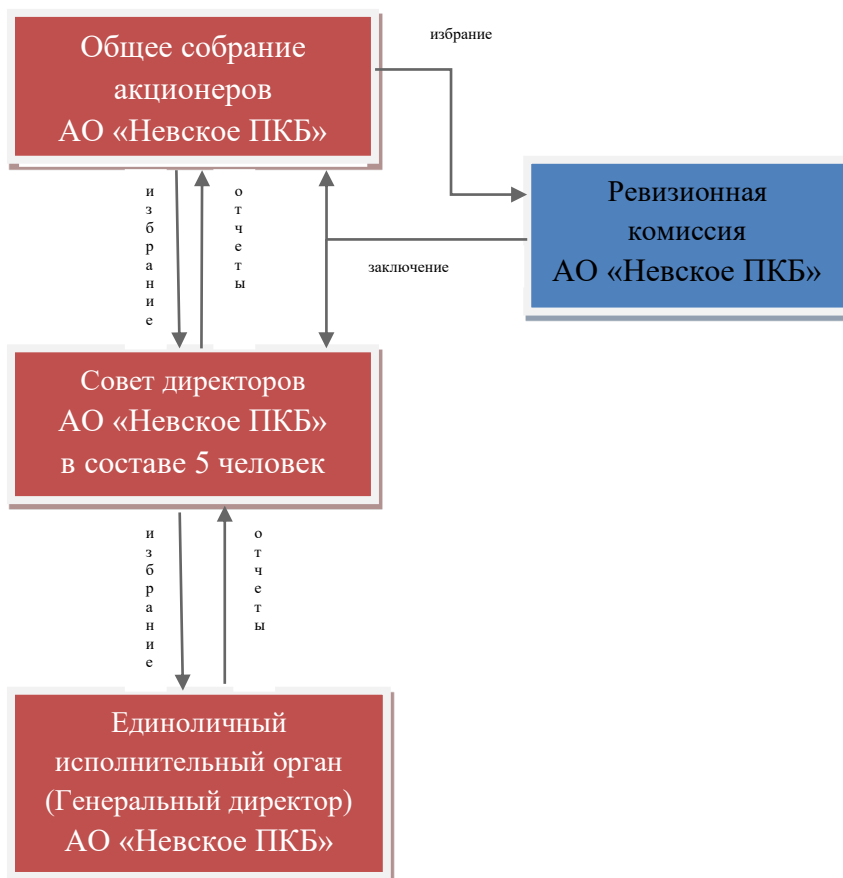 Общее собрание
акционеров
АО «Невское ПКБ»
избрание
избрание
отчеты
Ревизионная
комиссия
АО «Невское ПКБ»
заключение
Совет директоров
АО «Невское ПКБ»
в составе 5 человек
избрание
отчеты
Единоличный
исполнительный орган
(Генеральный директор)
АО «Невское ПКБ»